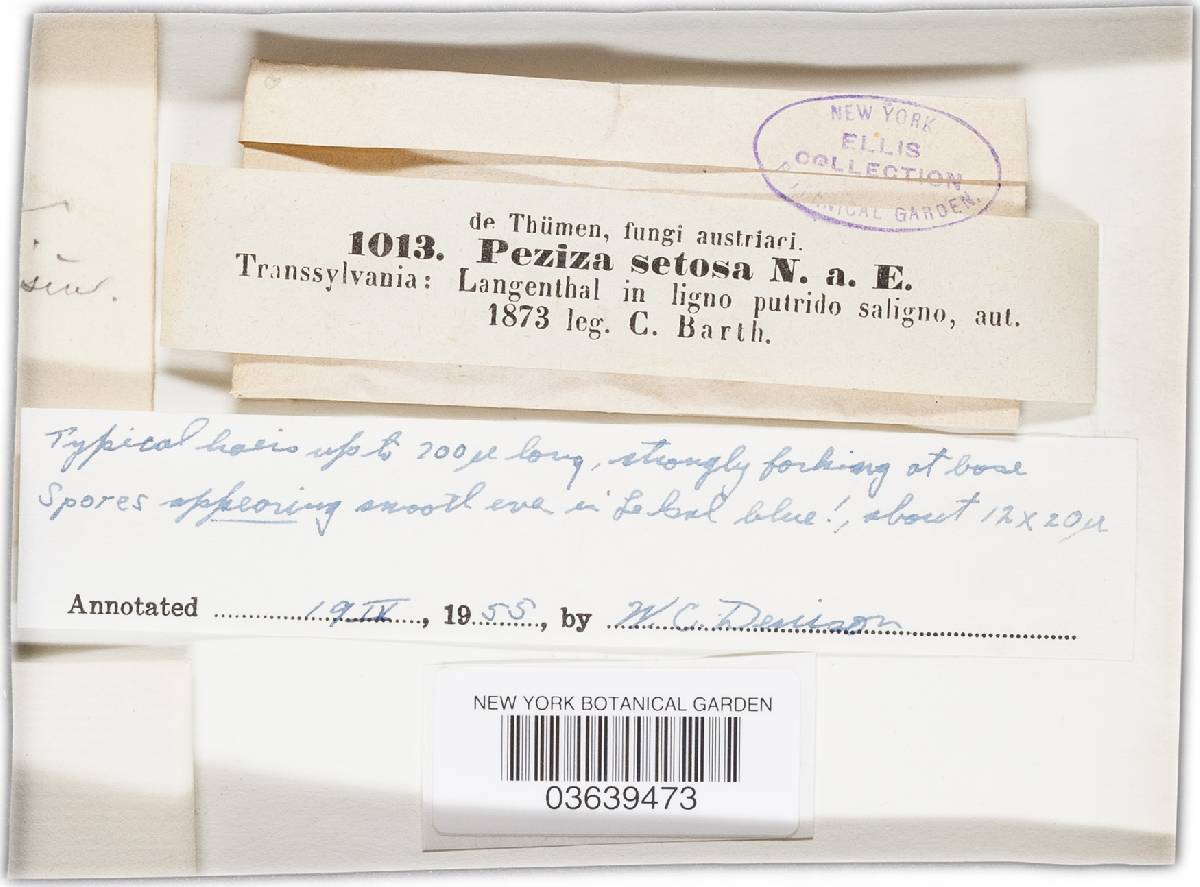 NEW YORK
ELLIS
COLLECTION
BOTANICAL GARDEN.
de Thümen, fungi austriaci.
1013. Peziza setosa N. a. E.
Transsylvania: Langenthal in ligno putrido saligno, aut.
1873 leg. C. Barth.
Typical hairs up to 700µ long, strongly forking at base
Spores appearing smooth even in blue!, about 12 x 20µ
Annotated 19 IV, 1955, by W. C. Denison
NEW YORK BOTANICAL GARDEN
03639473